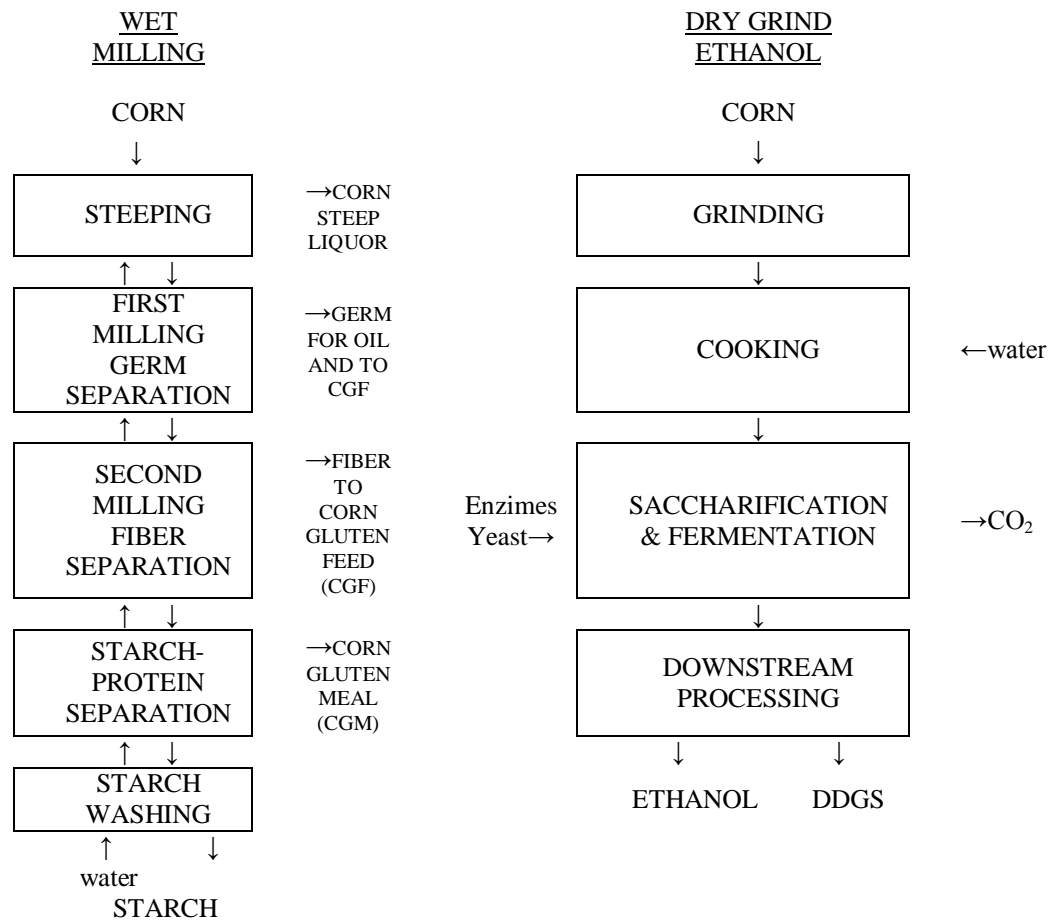 WET
MILLING
CORN
↓
STEEPING
→CORN
STEEP
LIQUOR
↑ ↓
FIRST
MILLING
GERM
SEPARATION
→GERM
FOR OIL
AND TO
CGF
↑ ↓
SECOND
MILLING
FIBER
SEPARATION
→FIBER
TO
CORN
GLUTEN
FEED
(CGF)
↑ ↓
STARCH-
PROTEIN
SEPARATION
→CORN
GLUTEN
MEAL
(CGM)
↑ ↓
STARCH
WASHING
↑ ↓
water
STARCH
DRY GRIND
ETHANOL
CORN
↓
GRINDING
↓
COOKING
←water
↓
Enzimes
Yeast→
SACCHARIFICATION
& FERMENTATION
→CO₂
↓
DOWNSTREAM
PROCESSING
↓ ↓
ETHANOL DDGS